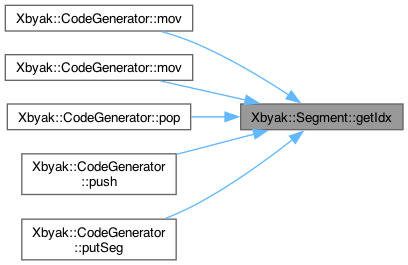 Xbyak::CodeGenerator::mov
Xbyak::CodeGenerator::mov
Xbyak::CodeGenerator::pop
Xbyak::Segment::getIdx
Xbyak::CodeGenerator
::push
Xbyak::CodeGenerator
::putSeg